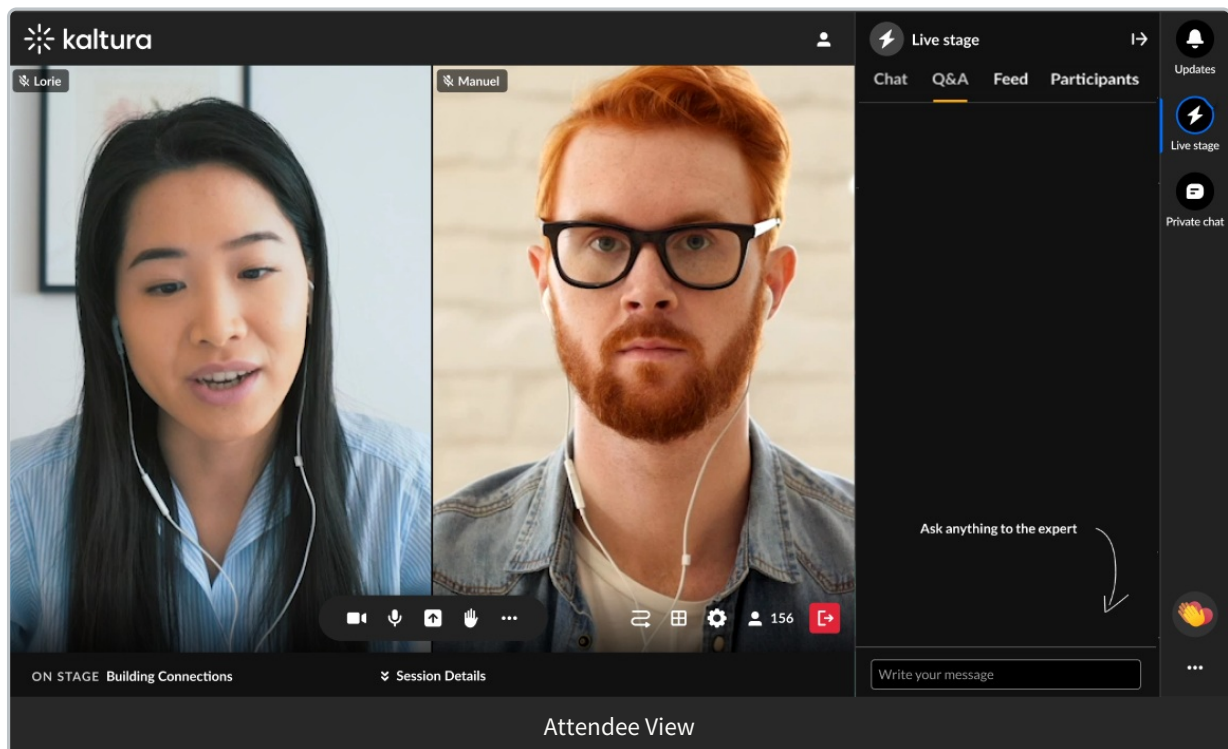 kaltura
Lorie
Manuel
156
ON STAGE Building Connections
Session Details
Live stage
Chat Q&A Feed Participants
Ask anything to the expert
Write your message
Updates
Live stage
Private chat
Attendee View